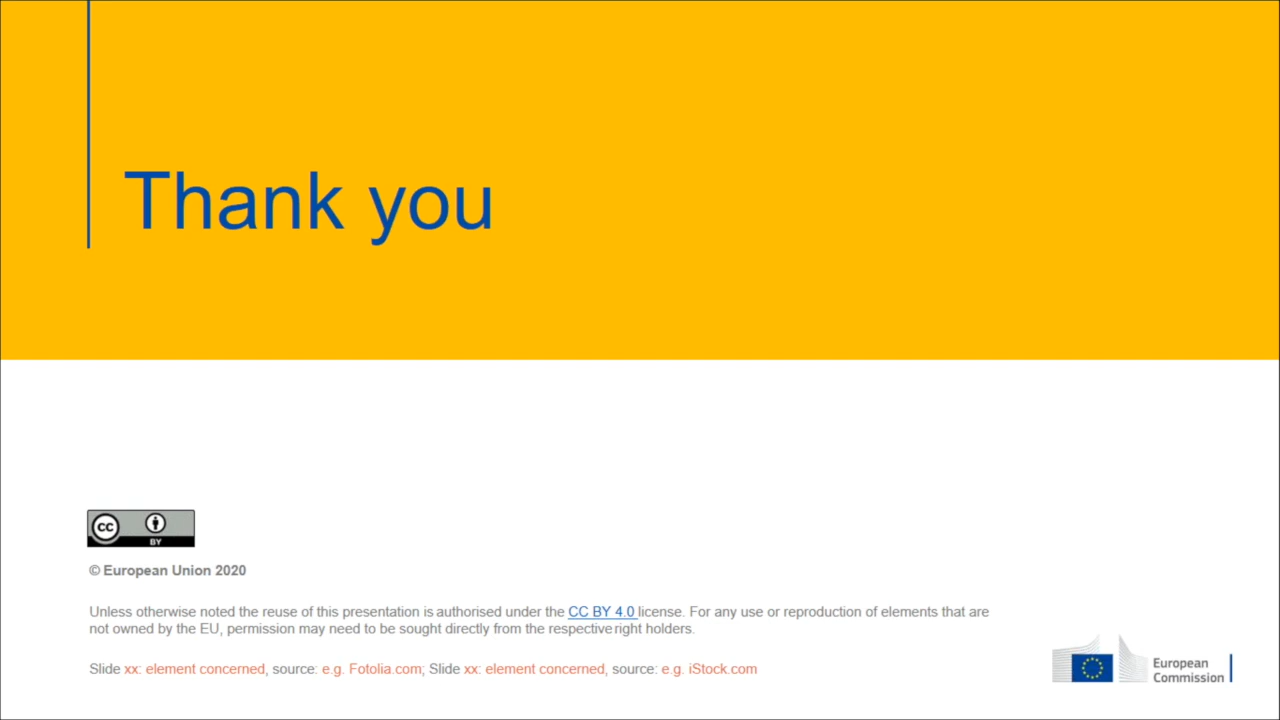 Thank you
cc
BY
© European Union 2020
Unless otherwise noted the reuse of this presentation is authorised under the CC BY 4.0 license. For any use or reproduction of elements that are
not owned by the EU, permission may need to be sought directly from the respective right holders.
Slide xx: element concerned, source: e.g. Fotolia.com; Slide xx: element concerned, source: e.g. iStock.com
European
Commission